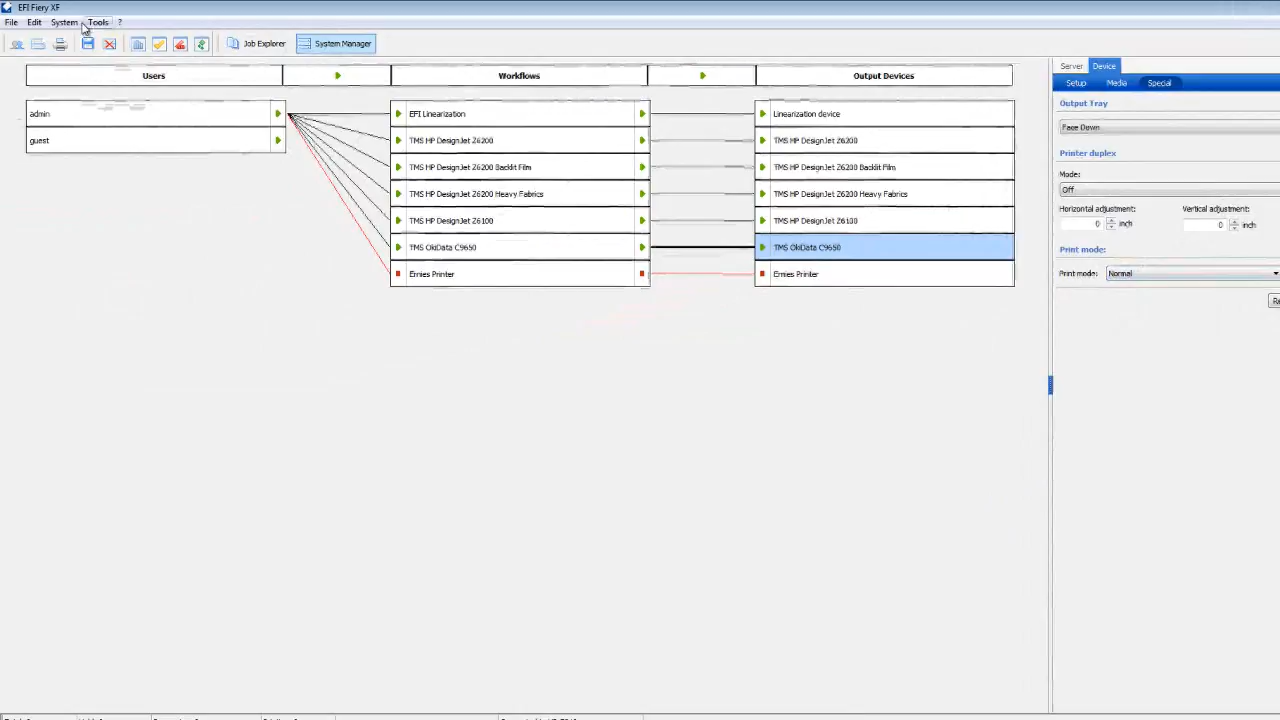 EFI Fiery XF
File Edit System Tools ?
Job Explorer System Manager
Users Workflows Output Devices
Server Device
Setup Media Special
Output Tray
Face Down
Printer duplex
Mode:
Off
Horizontal adjustment: Vertical adjustment:
0 inch 0 inch
Print mode:
Print mode: Normal
Re
admin EFI Linearization Linearization device
guest TMS HP DesignJet Z6200 TMS HP DesignJet Z6200
TMS HP DesignJet Z6200 Backlit Film TMS HP DesignJet Z6200 Backlit Film
TMS HP DesignJet Z6200 Heavy Fabrics TMS HP DesignJet Z6200 Heavy Fabrics
TMS HP DesignJet Z6100 TMS HP DesignJet Z6100
TMS OkiData C9650 TMS OkiData C9650
Ernies Printer Ernies Printer